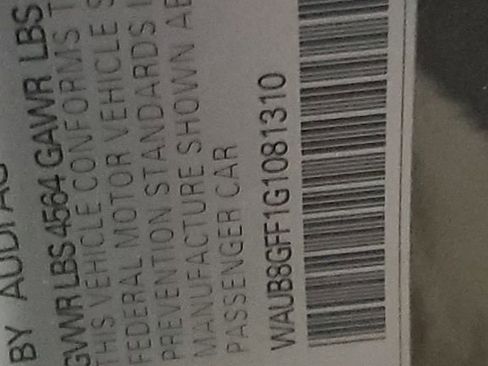 BY AUDI AG
GVWR LBS 4564 GAWR LBS
THIS VEHICLE CONFORMS T
FEDERAL MOTOR VEHICLE S
PREVENTION STANDARDS I
MANUFACTURE SHOWN AB
PASSENGER CAR
WAUB8GFF1G1081310